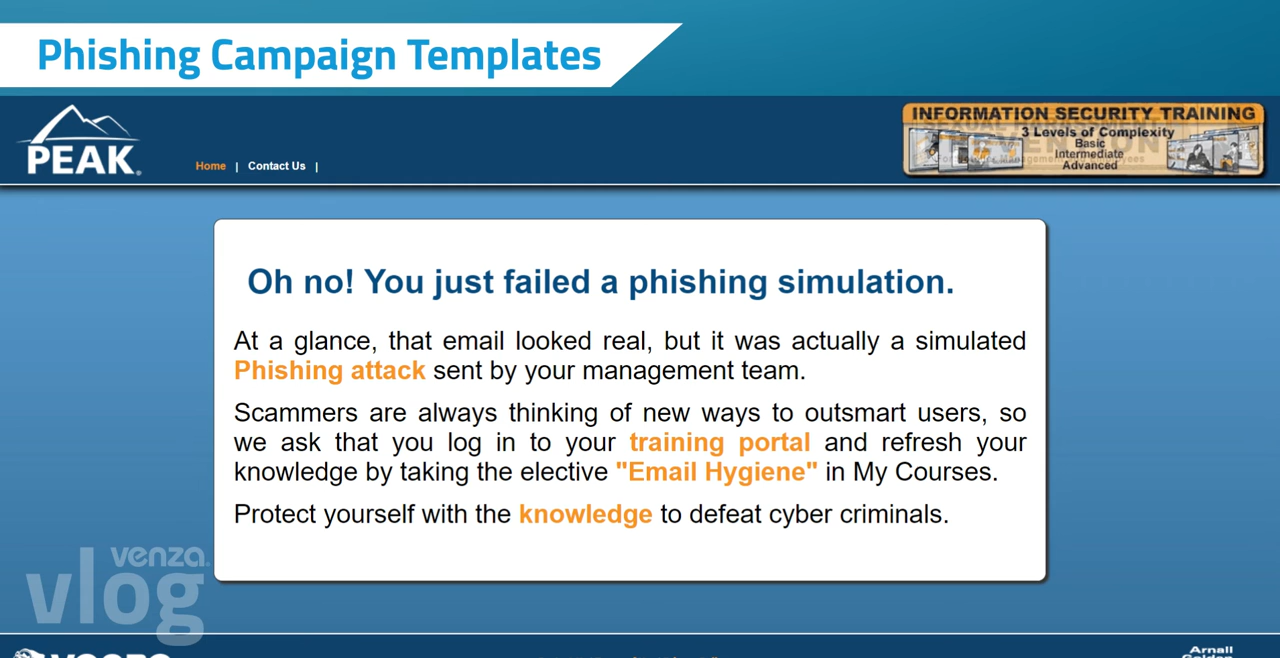 Phishing Campaign Templates
PEAK
Home | Contact Us |
INFORMATION SECURITY TRAINING
3 Levels of Complexity
Basic
Intermediate
Advanced
Oh no! You just failed a phishing simulation.
At a glance, that email looked real, but it was actually a simulated
Phishing attack sent by your management team.
Scammers are always thinking of new ways to outsmart users, so
we ask that you log in to your training portal and refresh your
knowledge by taking the elective "Email Hygiene" in My Courses.
Protect yourself with the knowledge to defeat cyber criminals.
venza
vlog
Arnall